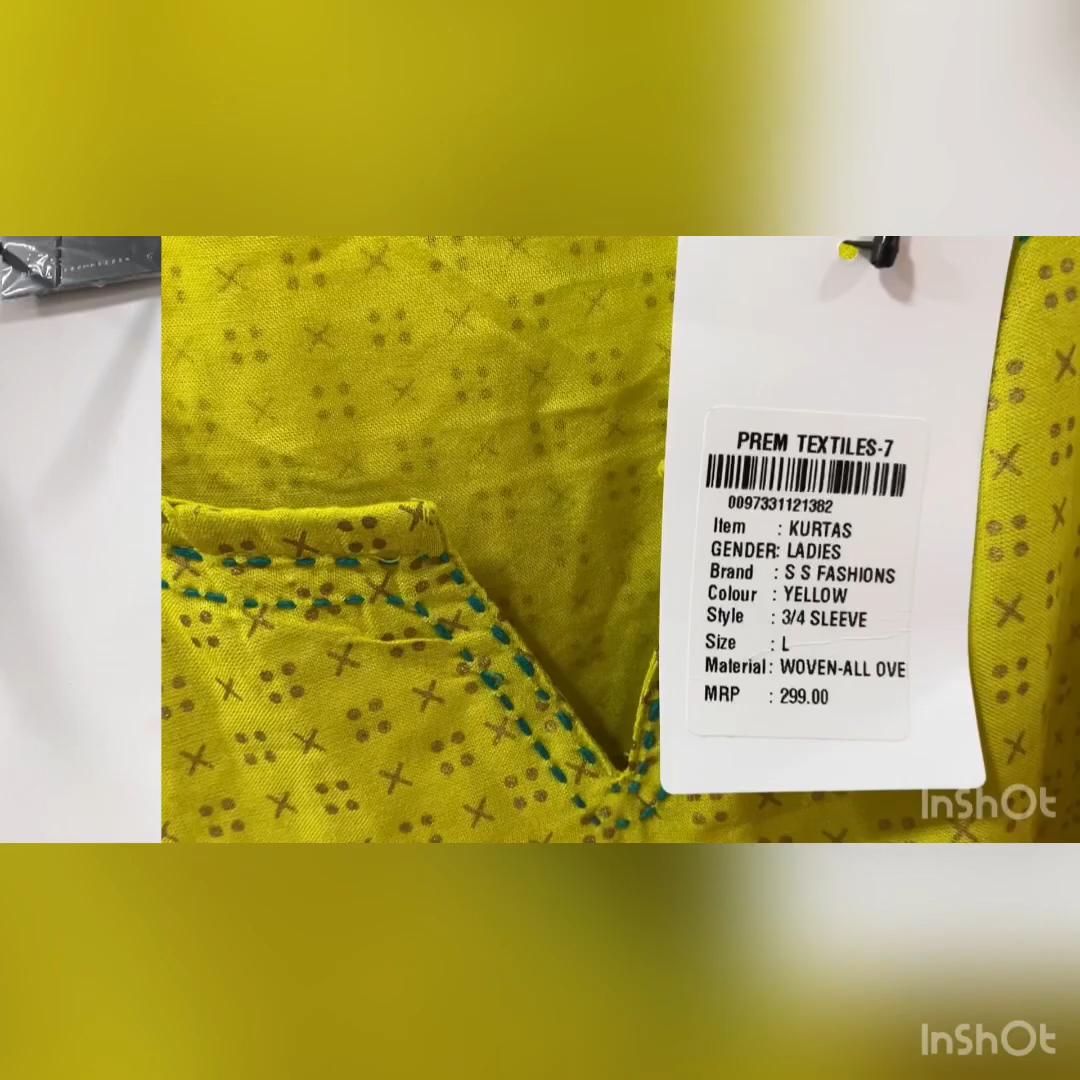 PREM TEXTILES-7
0097331121382
Item : KURTAS
GENDER: LADIES
Brand : S S FASHIONS
Colour : YELLOW
Style : 3/4 SLEEVE
Size : L
Material: WOVEN-ALL OVE
MRP : 299.00
InShOt
InShOt